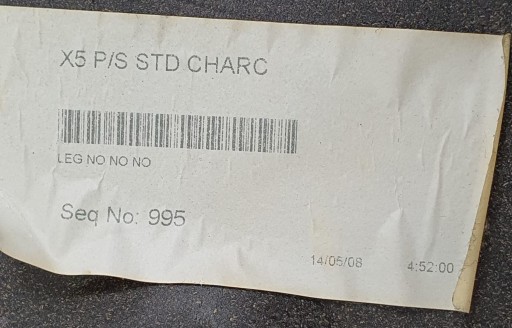 X5 P/S STD CHARC
LEG NO NO NO
Seq No: 995
14/05/08 4:52:00